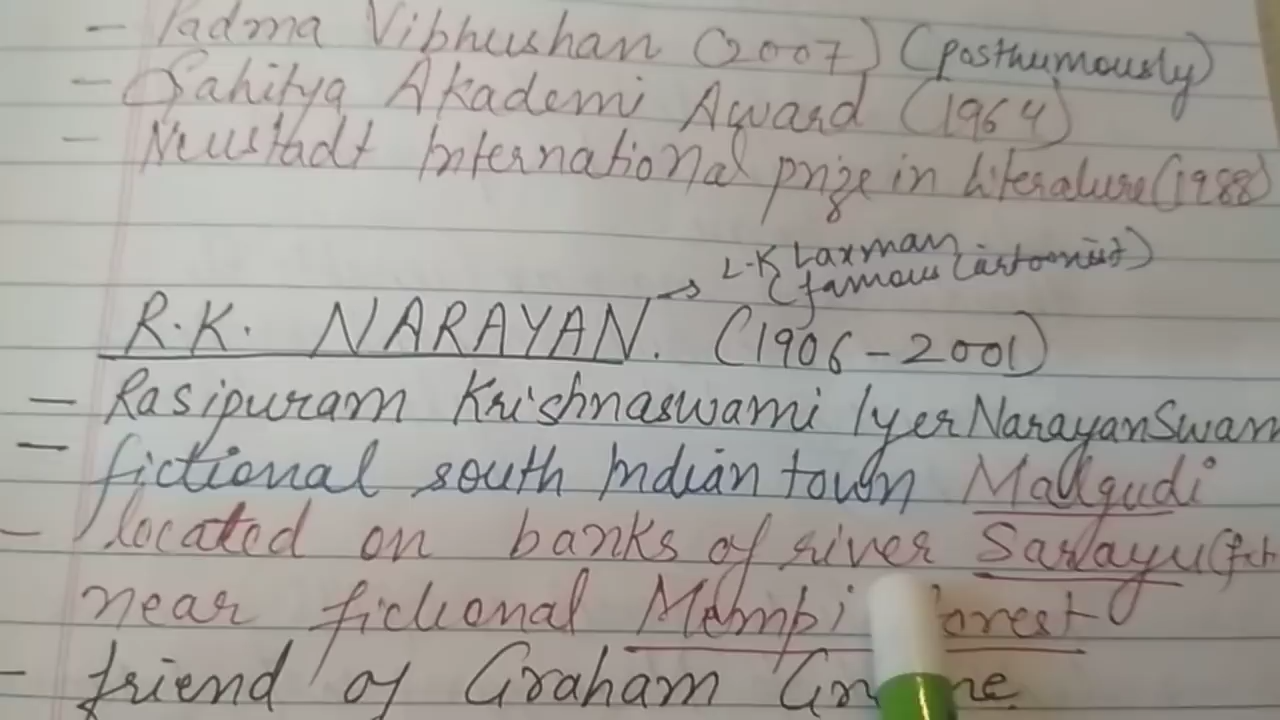 - Padma Vibhushan (2007) (posthumously)
- Sahitya Akademi Award (1964)
- Neustadt International prize in literature (1988)
L.K Laxman
(famous Cartoonist)
R.K. NARAYAN. → (1906-2001)
- Rasipuram Krishnaswami Iyer NarayanSwam
- fictional south Indian town Mallgudi
- located on banks of river Sarayu (
near fictional Mempi
- friend of Graham